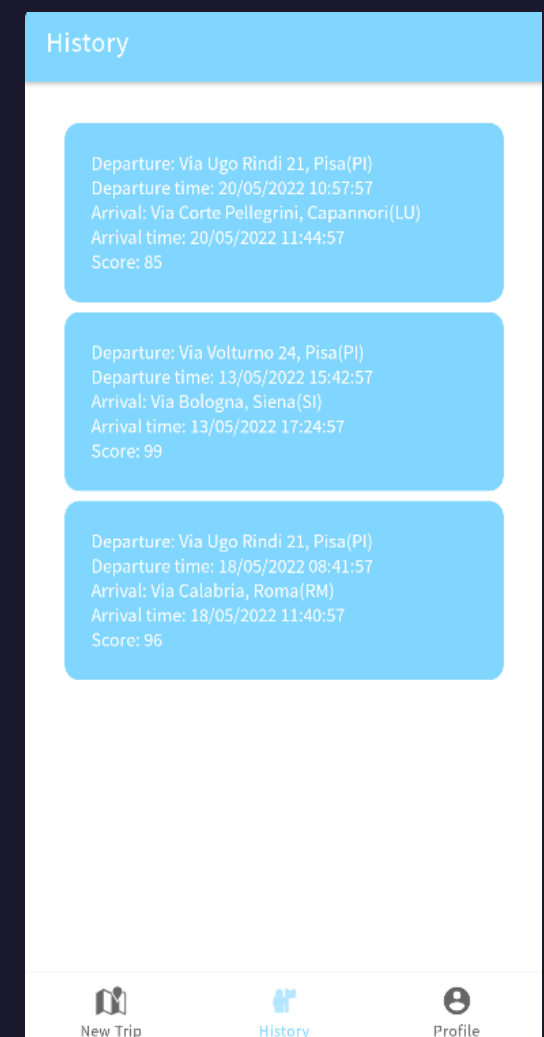 History
Departure: Via Ugo Rindi 21, Pisa(PI)
Departure time: 20/05/2022 10:57:57
Arrival: Via Corte Pellegrini, Capannori(LU)
Arrival time: 20/05/2022 11:44:57
Score: 85
Departure: Via Volturno 24, Pisa(PI)
Departure time: 13/05/2022 15:42:57
Arrival: Via Bologna, Siena(SI)
Arrival time: 13/05/2022 17:24:57
Score: 99
Departure: Via Ugo Rindi 21, Pisa(PI)
Departure time: 18/05/2022 08:41:57
Arrival: Via Calabria, Roma(RM)
Arrival time: 18/05/2022 11:40:57
Score: 96
New Trip
History
Profile